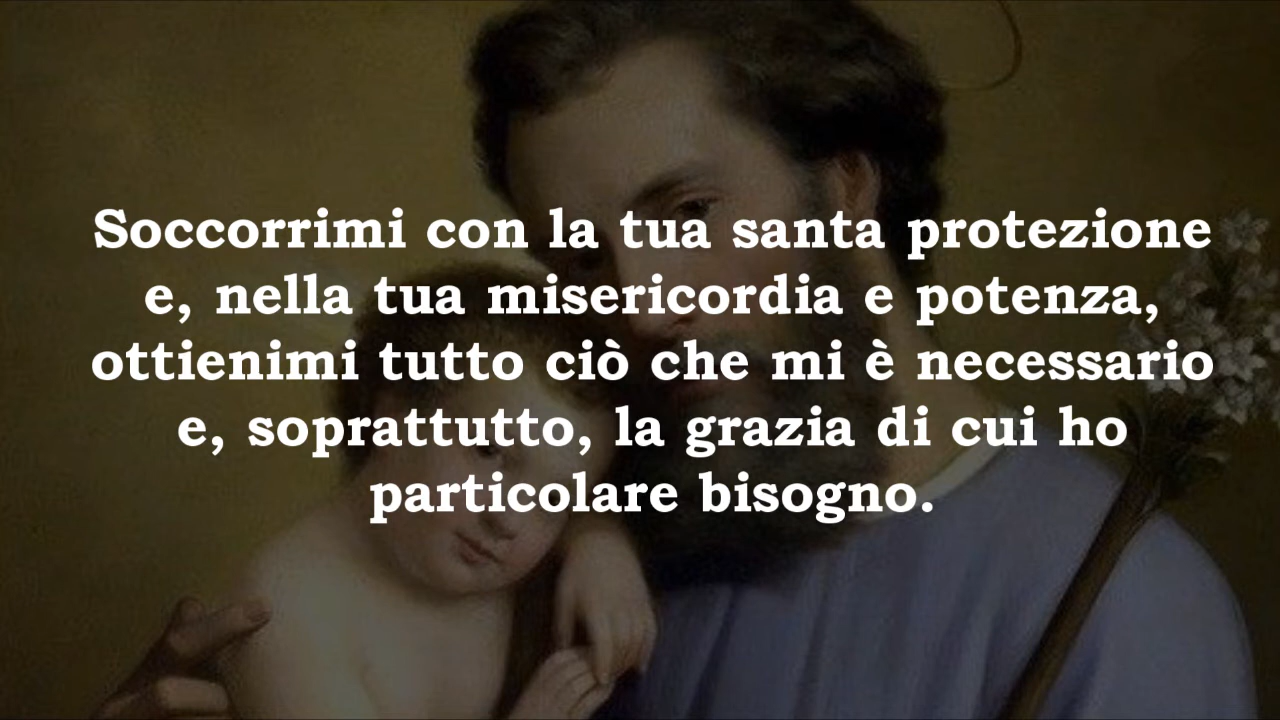 Soccorrimi con la tua santa protezione
e, nella tua misericordia e potenza,
ottienimi tutto ciò che mi è necessario
e, soprattutto, la grazia di cui ho
particolare bisogno.